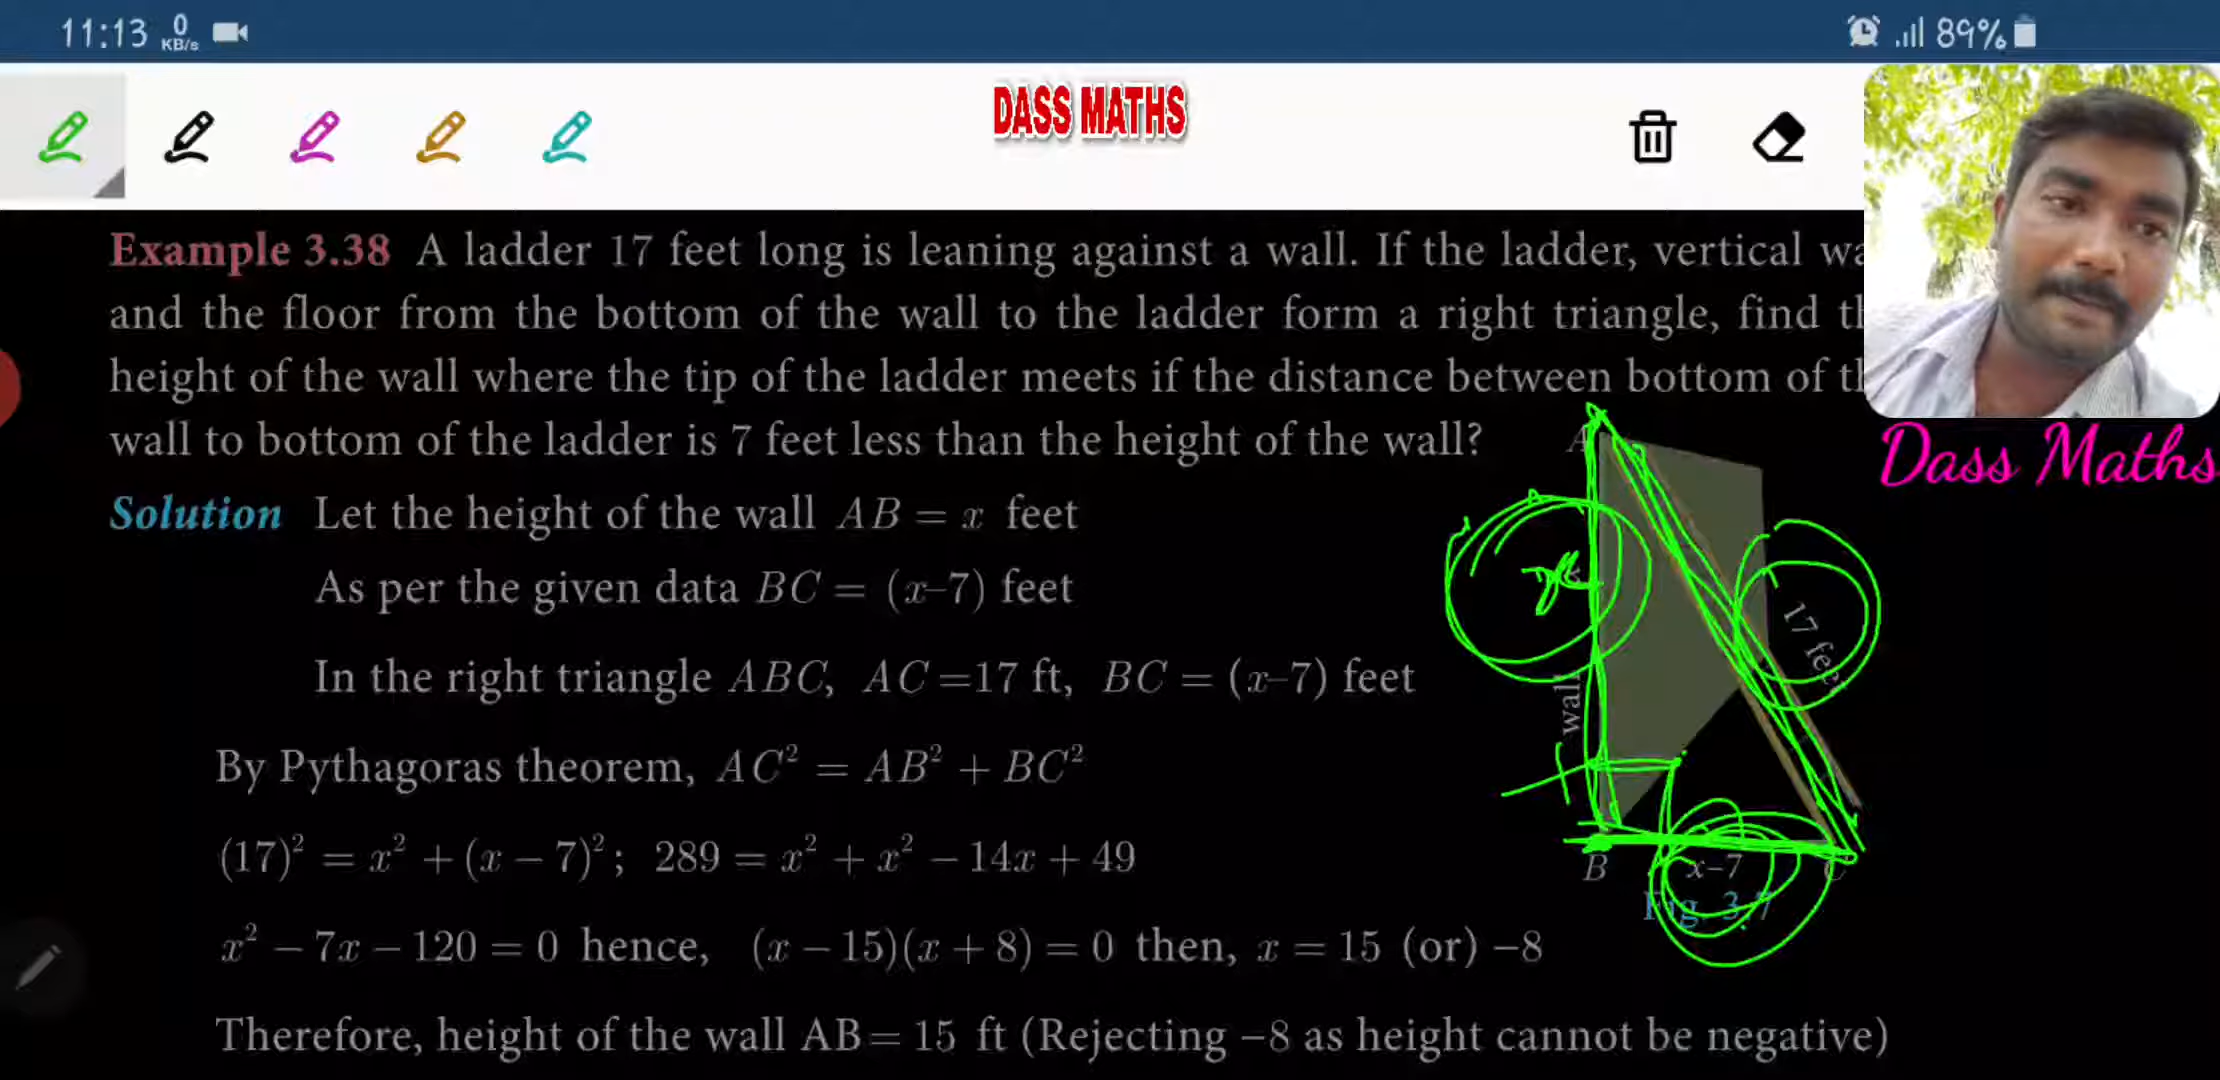 11:13 0 KB/s 89%
DASS MATHS
Example 3.38 A ladder 17 feet long is leaning against a wall. If the ladder, vertical wa
and the floor from the bottom of the wall to the ladder form a right triangle, find th
height of the wall where the tip of the ladder meets if the distance between bottom of th
wall to bottom of the ladder is 7 feet less than the height of the wall?
Dass Maths
Solution Let the height of the wall AB = x feet
As per the given data BC = (x–7) feet
In the right triangle ABC, AC =17 ft, BC = (x–7) feet
By Pythagoras theorem, AC² = AB² + BC²
(17)² = x² + (x − 7)² ; 289 = x² + x² − 14x + 49
x² − 7x − 120 = 0 hence, (x − 15)(x + 8) = 0 then, x = 15 (or) −8
Therefore, height of the wall AB = 15 ft (Rejecting −8 as height cannot be negative)
A
x
17 feet
wall
B x–7 C
Fig. 3.7